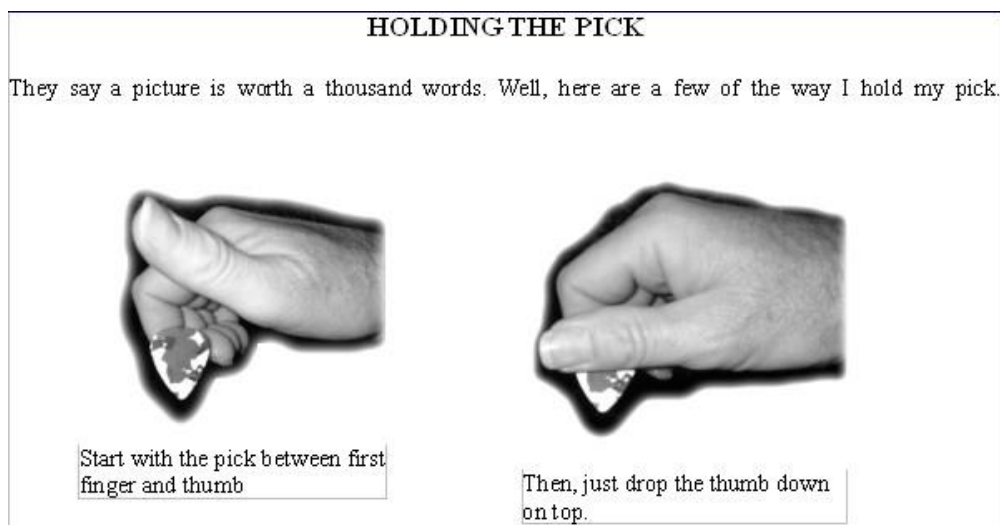 HOLDING THE PICK
They say a picture is worth a thousand words. Well, here are a few of the way I hold my pick.
Start with the pick between first
finger and thumb
Then, just drop the thumb down
on top.